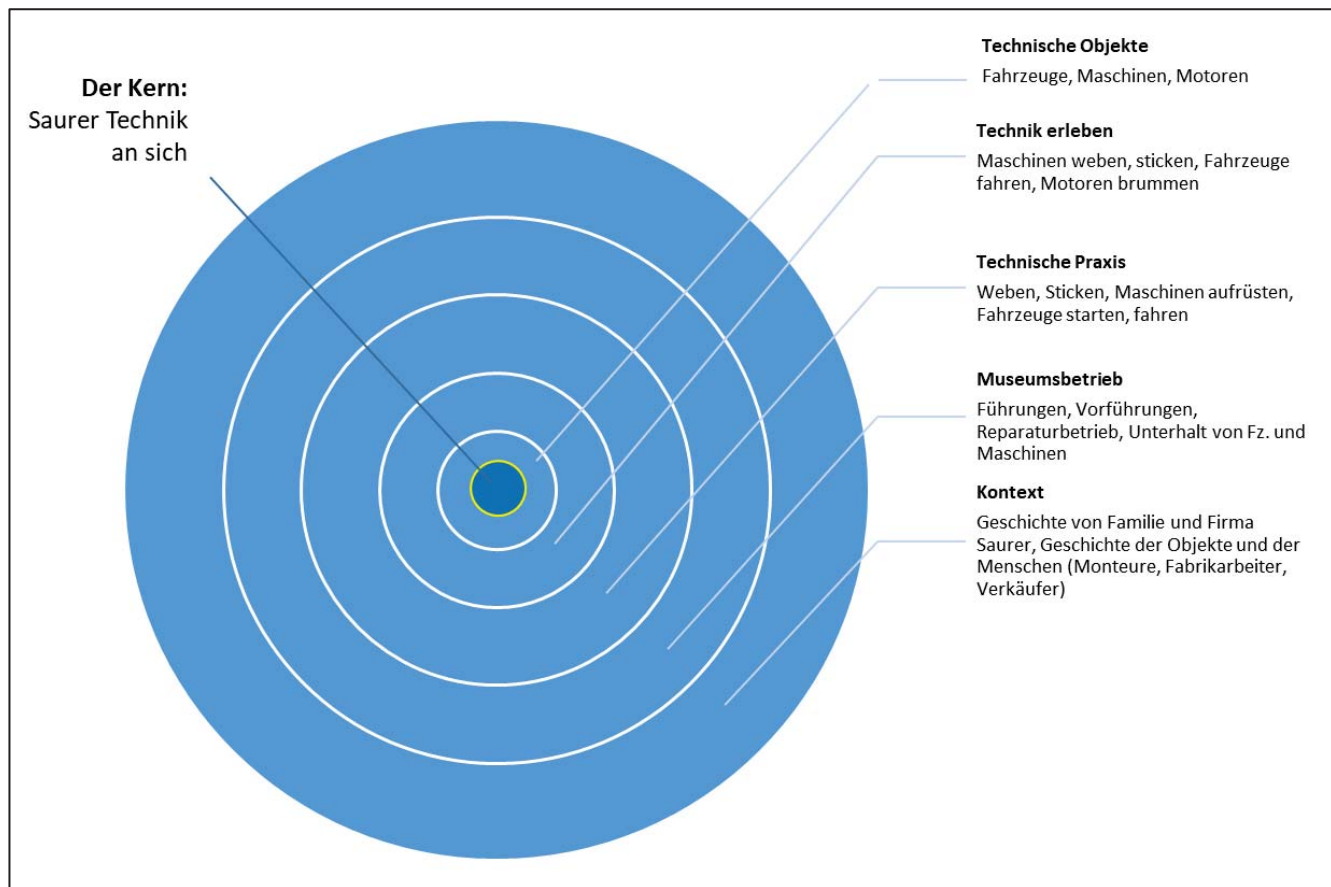 Der Kern:
Saurer Technik
an sich
Technische Objekte
Fahrzeuge, Maschinen, Motoren
Technik erleben
Maschinen weben, sticken, Fahrzeuge
fahren, Motoren brummen
Technische Praxis
Weben, Sticken, Maschinen aufrüsten,
Fahrzeuge starten, fahren
Museumsbetrieb
Führungen, Vorführungen,
Reparaturbetrieb, Unterhalt von Fz. und
Maschinen
Kontext
Geschichte von Familie und Firma
Saurer, Geschichte der Objekte und der
Menschen (Monteure, Fabrikarbeiter,
Verkäufer)